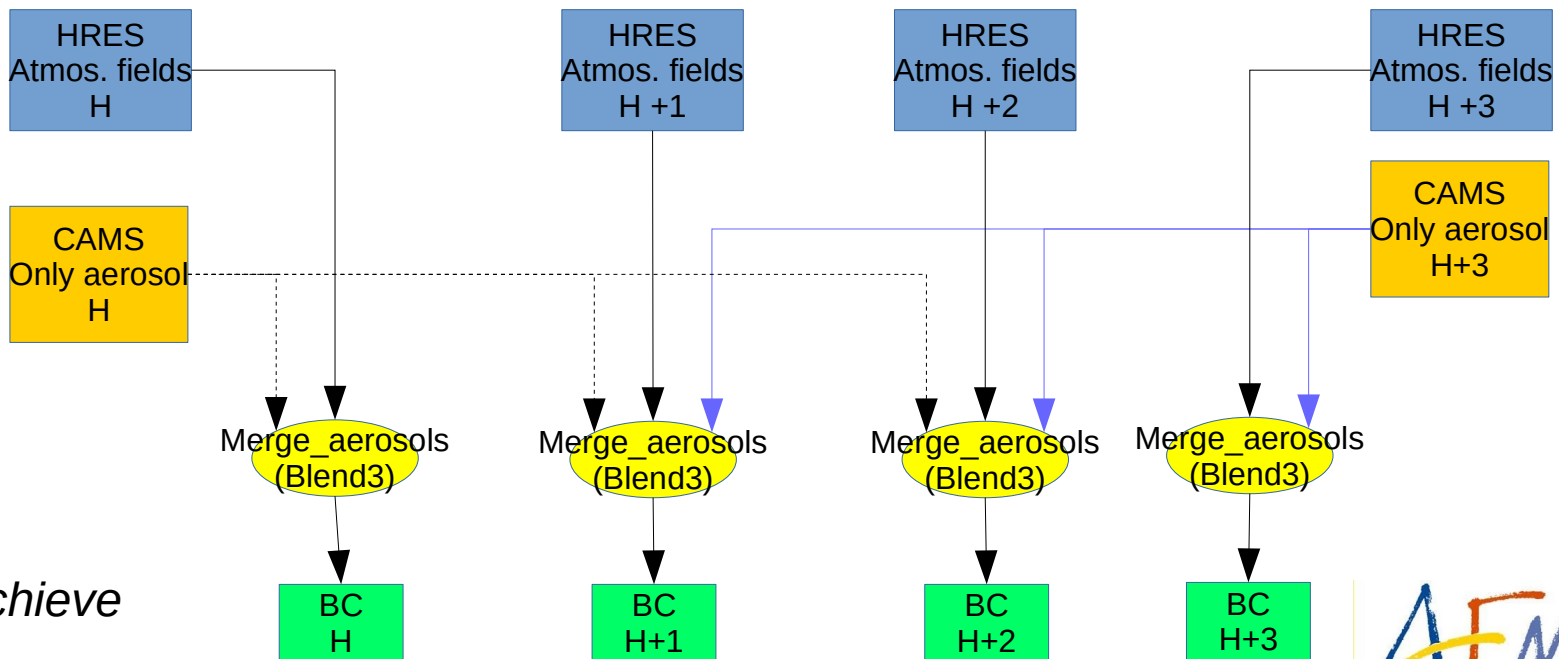 HRES
Atmos. fields
H
HRES
Atmos. fields
H +1
HRES
Atmos. fields
H +2
HRES
Atmos. fields
H +3
CAMS
Only aerosol
H
CAMS
Only aerosol
H+3
Merge_aerosols
(Blend3)
Merge_aerosols
(Blend3)
Merge_aerosols
(Blend3)
Merge_aerosols
(Blend3)
chieve
BC
H
BC
H+1
BC
H+2
BC
H+3